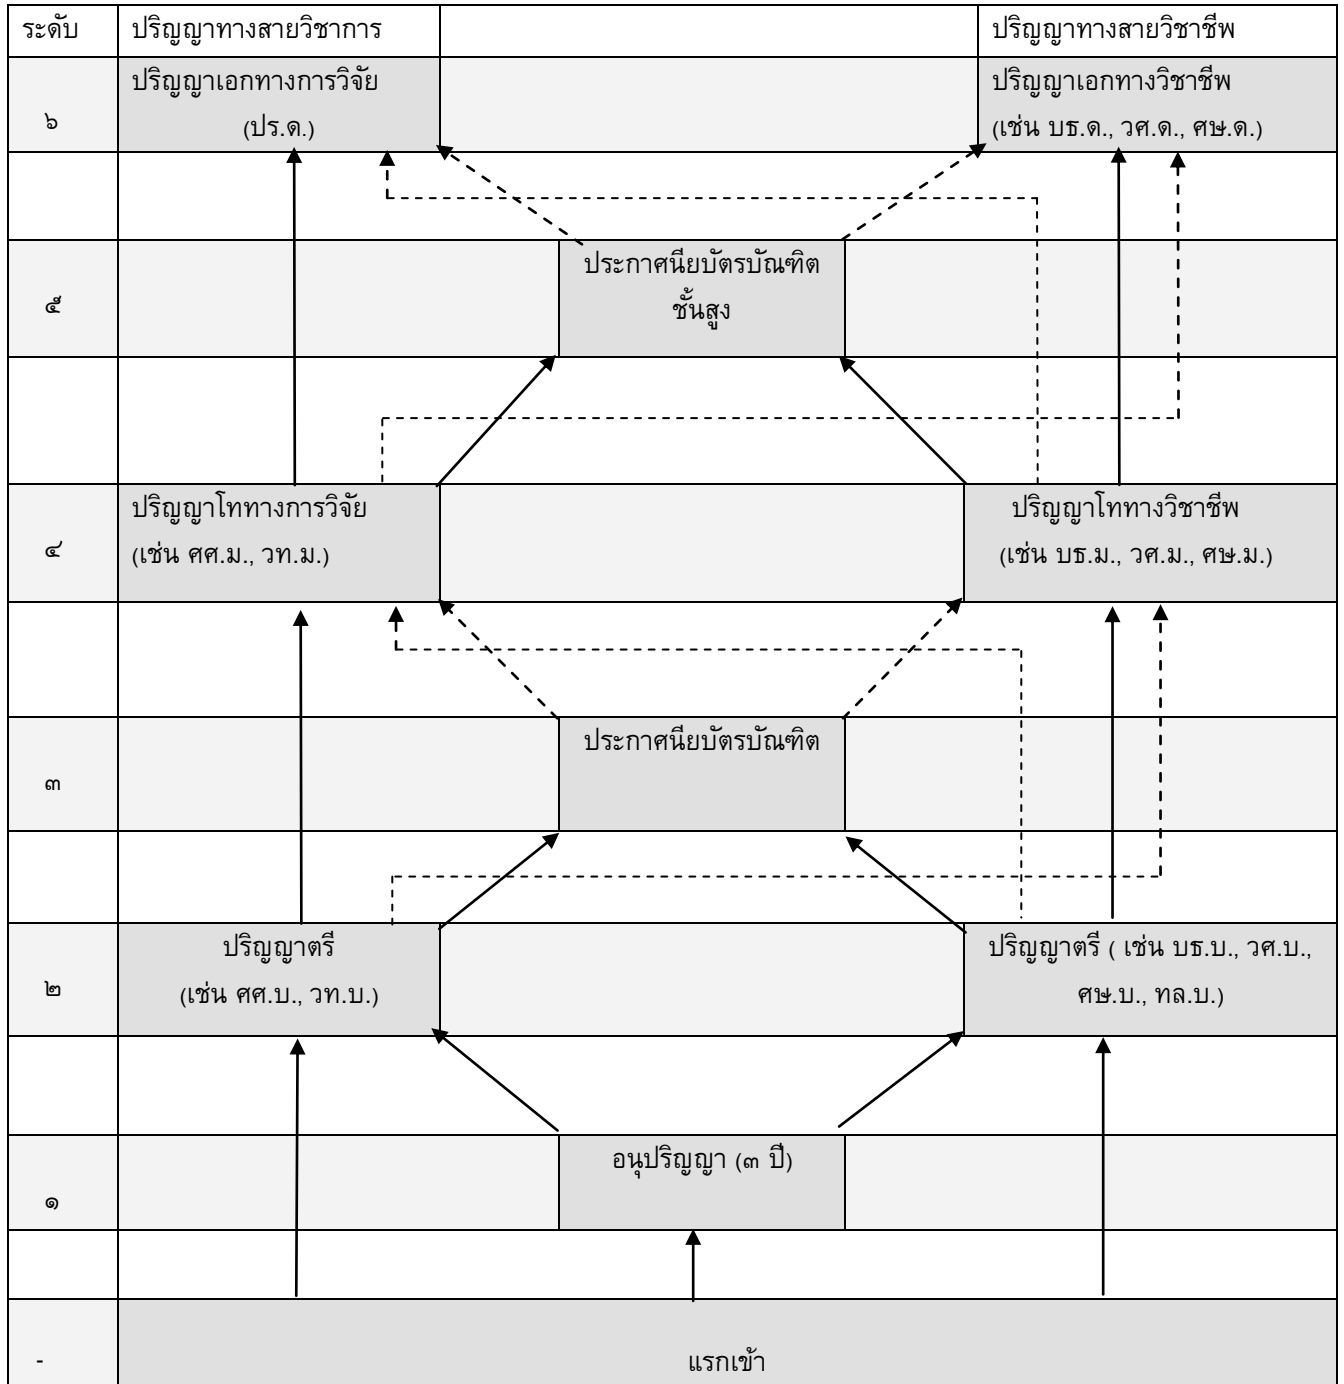 ระดับ ปริญญาทางสายวิชาการ ปริญญาทางสายวิชาชีพ
ปริญญาเอกทางการวิจัย ปริญญาเอกทางวิชาชีพ
๖ (ปร.ด.) (เช่น บธ.ด., วศ.ด., ศษ.ด.)
ประกาศนียบัตรบัณฑิต
๕ ชั้นสูง
ปริญญาโททางการวิจัย ปริญญาโททางวิชาชีพ
๔ (เช่น ศศ.ม., วท.ม.) (เช่น บธ.ม., วศ.ม., ศษ.ม.)
ประกาศนียบัตรบัณฑิต
๓
ปริญญาตรี ปริญญาตรี ( เช่น บธ.บ., วศ.บ.,
๒ (เช่น ศศ.บ., วท.บ.) ศษ.บ., ทล.บ.)
อนุปริญญา (๓ ปี)
๑
- แรกเข้า